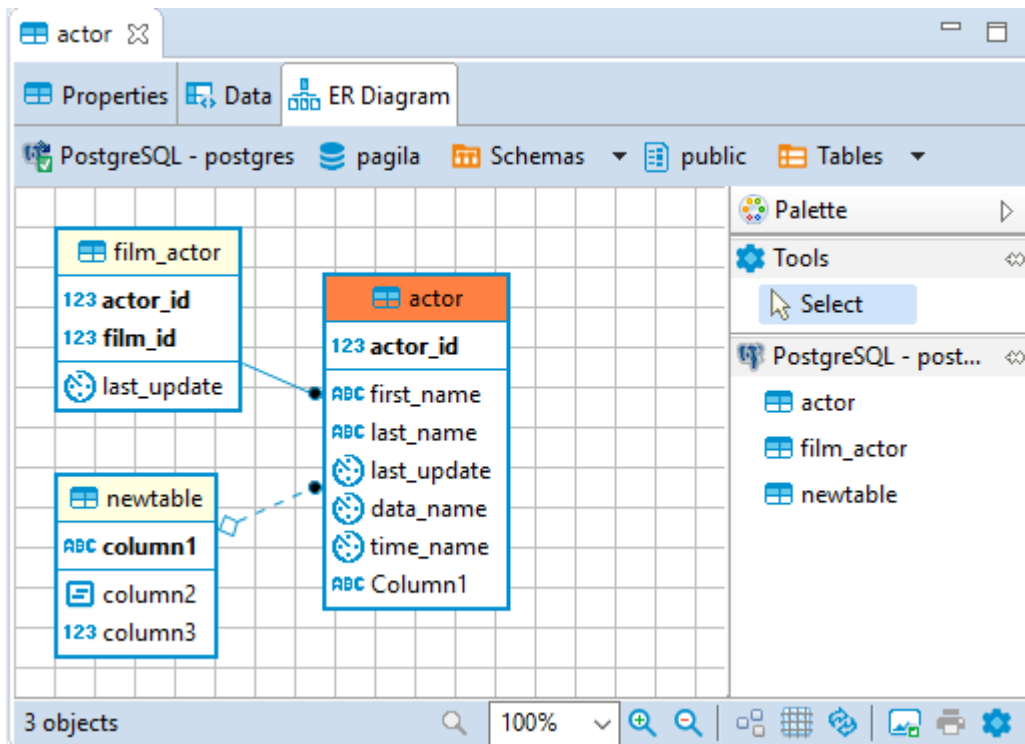 actor
Properties Data ER Diagram
PostgreSQL - postgres pagila Schemas public Tables
film_actor
123 actor_id
123 film_id
last_update
actor
123 actor_id
ABC first_name
ABC last_name
last_update
data_name
time_name
ABC Column1
newtable
ABC column1
column2
123 column3
Palette
Tools
Select
PostgreSQL - post...
actor
film_actor
newtable
3 objects
100%